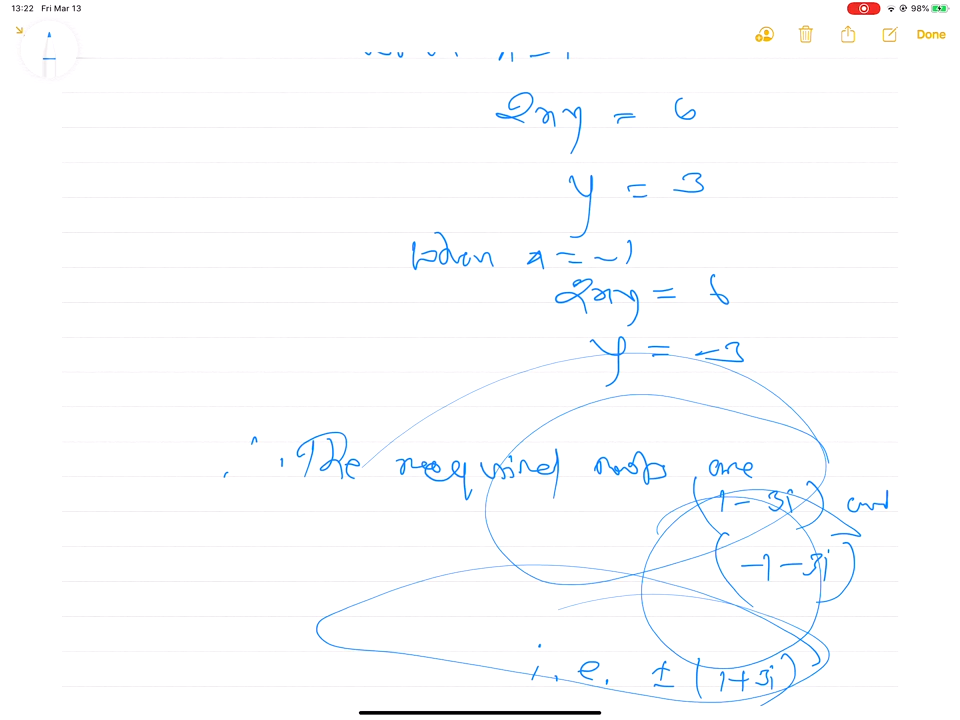 13:22 Fri Mar 13
98%
Done
2xy = 6
y = 3
When x = -1
2xy = 6
y = -3
∴ The required roots are
(1 - 3i) and
(-1 - 3i)
i.e. ± (1 + 3i)